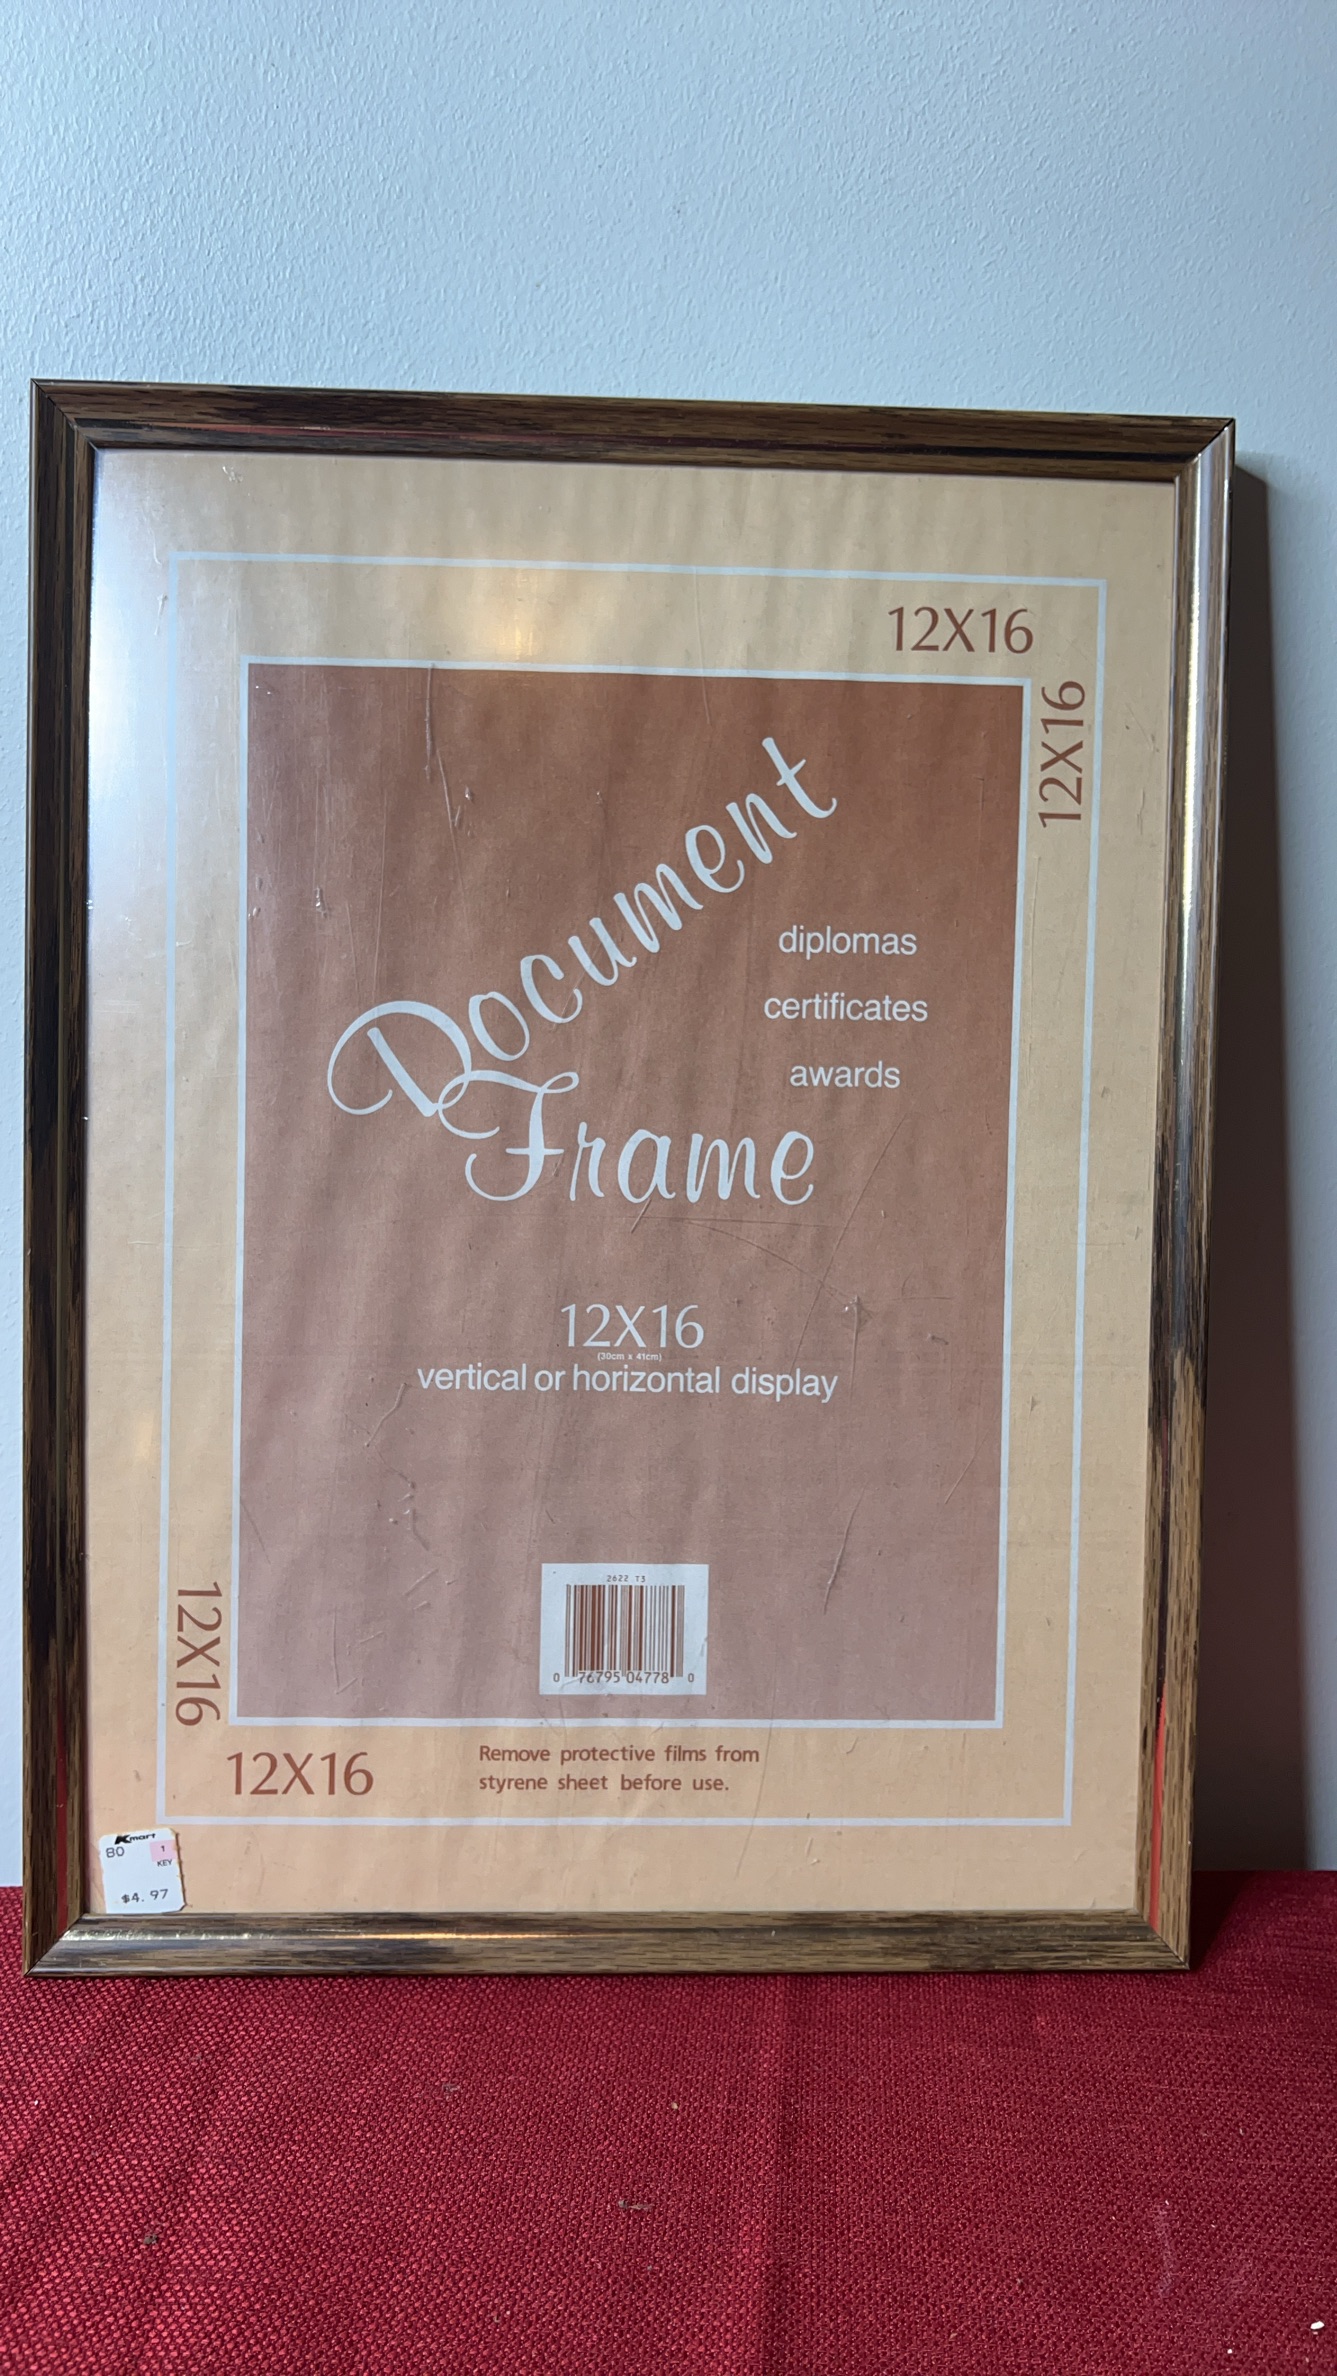 12X16
12X16
Document
diplomas
certificates
awards
Frame
12X16
(30cm x 41cm)
vertical or horizontal display
2622 T3
0 76795 04778 0
12X16
12X16
Remove protective films from
styrene sheet before use.
Kmart
BO 1
KEY
$4.97